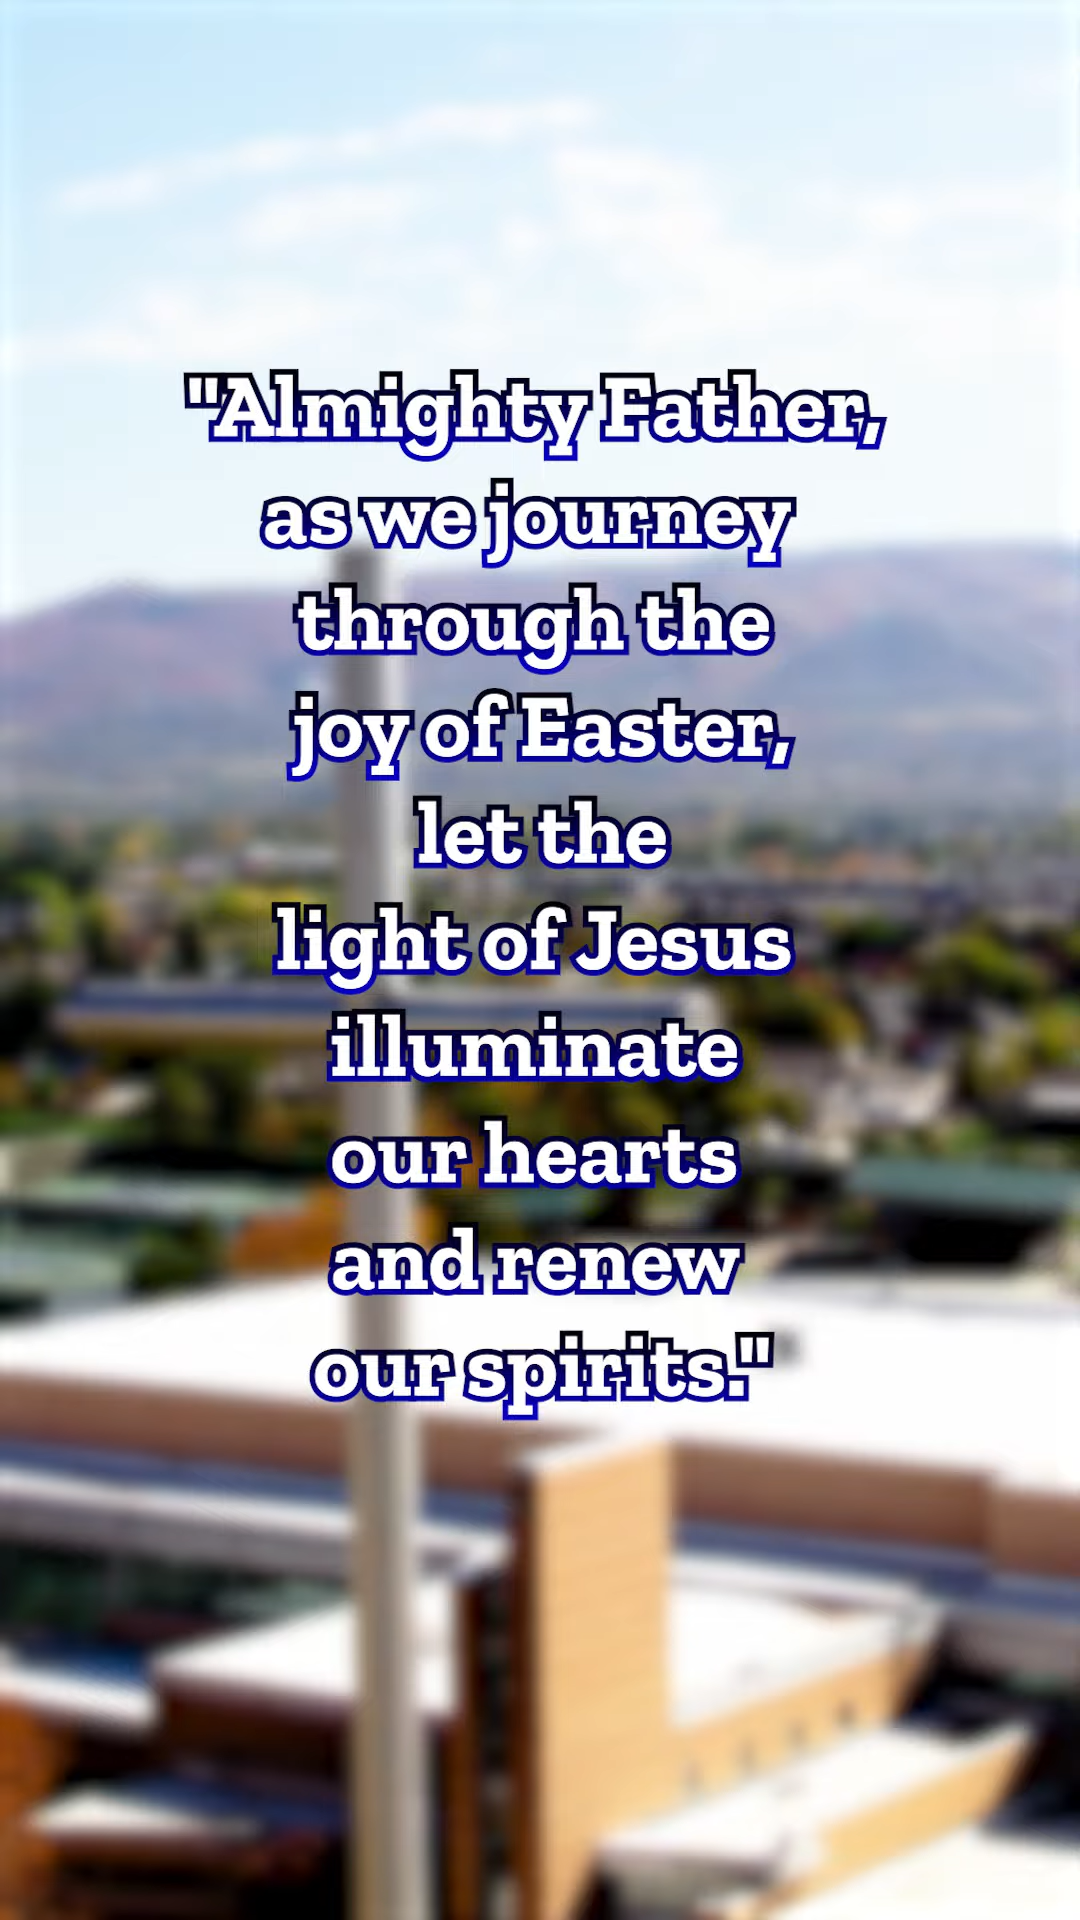 "Almighty Father,
as we journey
through the
joy of Easter,
let the
light of Jesus
illuminate
our hearts
and renew
our spirits."